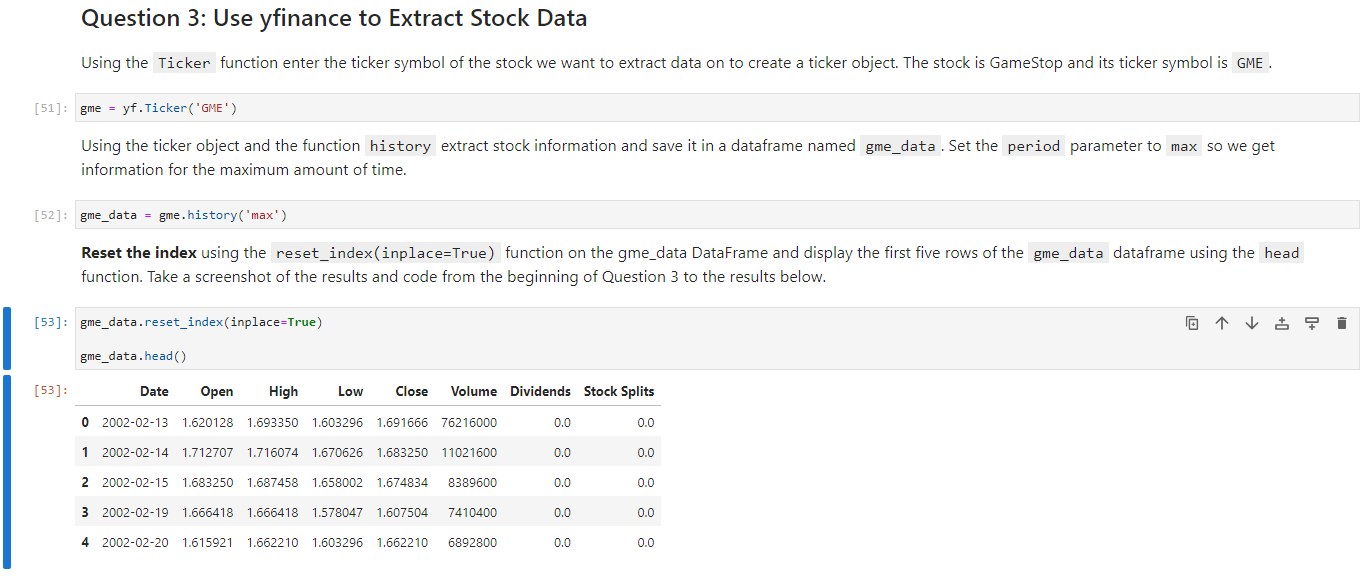 Question 3: Use yfinance to Extract Stock Data
Using the Ticker function enter the ticker symbol of the stock we want to extract data on to create a ticker object. The stock is GameStop and its ticker symbol is GME .
[51]: gme = yf.Ticker('GME')
Using the ticker object and the function history extract stock information and save it in a dataframe named gme_data . Set the period parameter to max so we get
information for the maximum amount of time.
[52]: gme_data = gme.history('max')
Reset the index using the reset_index(inplace=True) function on the gme_data DataFrame and display the first five rows of the gme_data dataframe using the head
function. Take a screenshot of the results and code from the beginning of Question 3 to the results below.
[53]: gme_data.reset_index(inplace=True)
gme_data.head()
[53]: Date Open High Low Close Volume Dividends Stock Splits
0 2002-02-13 1.620128 1.693350 1.603296 1.691666 76216000 0.0 0.0
1 2002-02-14 1.712707 1.716074 1.670626 1.683250 11021600 0.0 0.0
2 2002-02-15 1.683250 1.687458 1.658002 1.674834 8389600 0.0 0.0
3 2002-02-19 1.666418 1.666418 1.578047 1.607504 7410400 0.0 0.0
4 2002-02-20 1.615921 1.662210 1.603296 1.662210 6892800 0.0 0.0